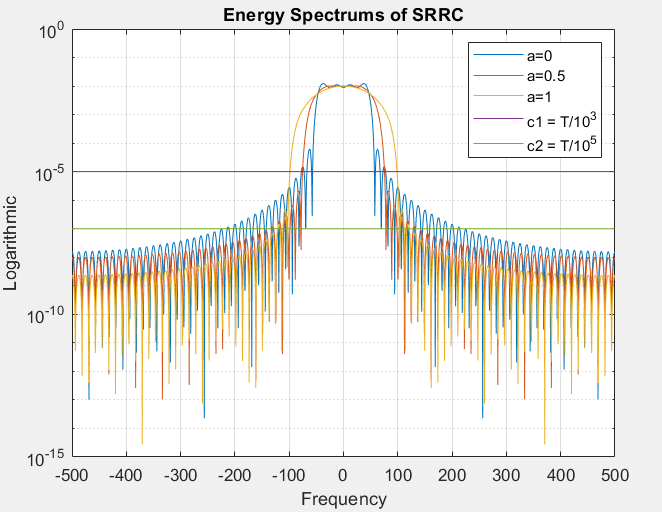 Energy Spectrums of SRRC
10^0
10^-5
10^-10
10^-15
Logarithmic
a=0
a=0.5
a=1
c1 = T/10^3
c2 = T/10^5
-500 -400 -300 -200 -100 0 100 200 300 400 500
Frequency